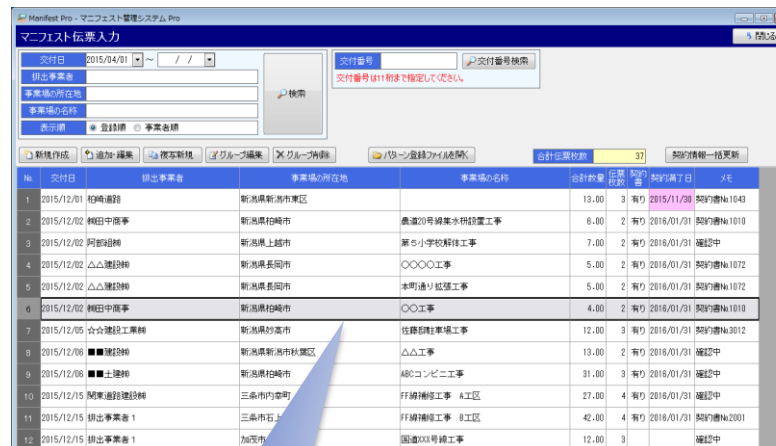 Manifest Pro - マニフェスト管理システム Pro
マニフェスト伝票入力 閉じる
交付日 2015/04/01 ～ / / 交付番号 交付番号検索
排出事業者 交付番号は11桁まで指定してください。
事業場の所在地 検索
事業場の名称
表示順 登録順 事業者順
新規作成 追加・編集 複写新規 グループ編集 グループ削除 パターン登録ファイルを開く 合計伝票枚数 37 契約情報一括更新
No. 交付日 排出事業者 事業場の所在地 事業場の名称 合計数量 伝票枚数 契約書 契約満了日 メモ
1 2015/12/01 柏崎道路 新潟県新潟市東区 13.00 3 有り 2015/11/30 契約書№1043
2 2015/12/02 ㈱田中商事 新潟県柏崎市 農道20号線集水枡設置工事 6.00 2 有り 2016/01/31 契約書№1010
3 2015/12/02 阿部組㈱ 新潟県上越市 第５小学校解体工事 7.00 2 有り 2016/01/31 確認中
4 2015/12/02 △△建設㈱ 新潟県長岡市 〇〇〇〇工事 5.00 2 有り 2016/01/31 契約書№1072
5 2015/12/02 △△建設㈱ 新潟県長岡市 本町通り拡張工事 5.00 2 有り 2016/01/31 契約書№1072
6 2015/12/02 ㈱田中商事 新潟県柏崎市 〇〇工事 4.00 2 有り 2016/01/31 契約書№1010
7 2015/12/05 ☆☆建設工業㈱ 新潟県妙高市 佐藤邸駐車場工事 12.00 3 有り 2016/01/31 契約書№3012
8 2015/12/06 ■■建設㈱ 新潟県新潟市秋葉区 △△工事 13.00 2 有り 2016/01/31 確認中
9 2015/12/06 ■■土建㈱ 新潟県柏崎市 ABCコンビニ工事 31.00 3 有り 2016/01/31 確認中
10 2015/12/15 関東道路建設㈱ 三条市内幸町 FF線補修工事 A工区 27.00 4 有り 2016/01/31 確認中
11 2015/12/15 排出事業者１ 三条市石上 FF線補修工事 B工区 42.00 4 有り 2016/01/31 契約書№2001
12 2015/12/15 排出事業者１ 加茂市 国道XXX号線工事 12.00 3 確認中